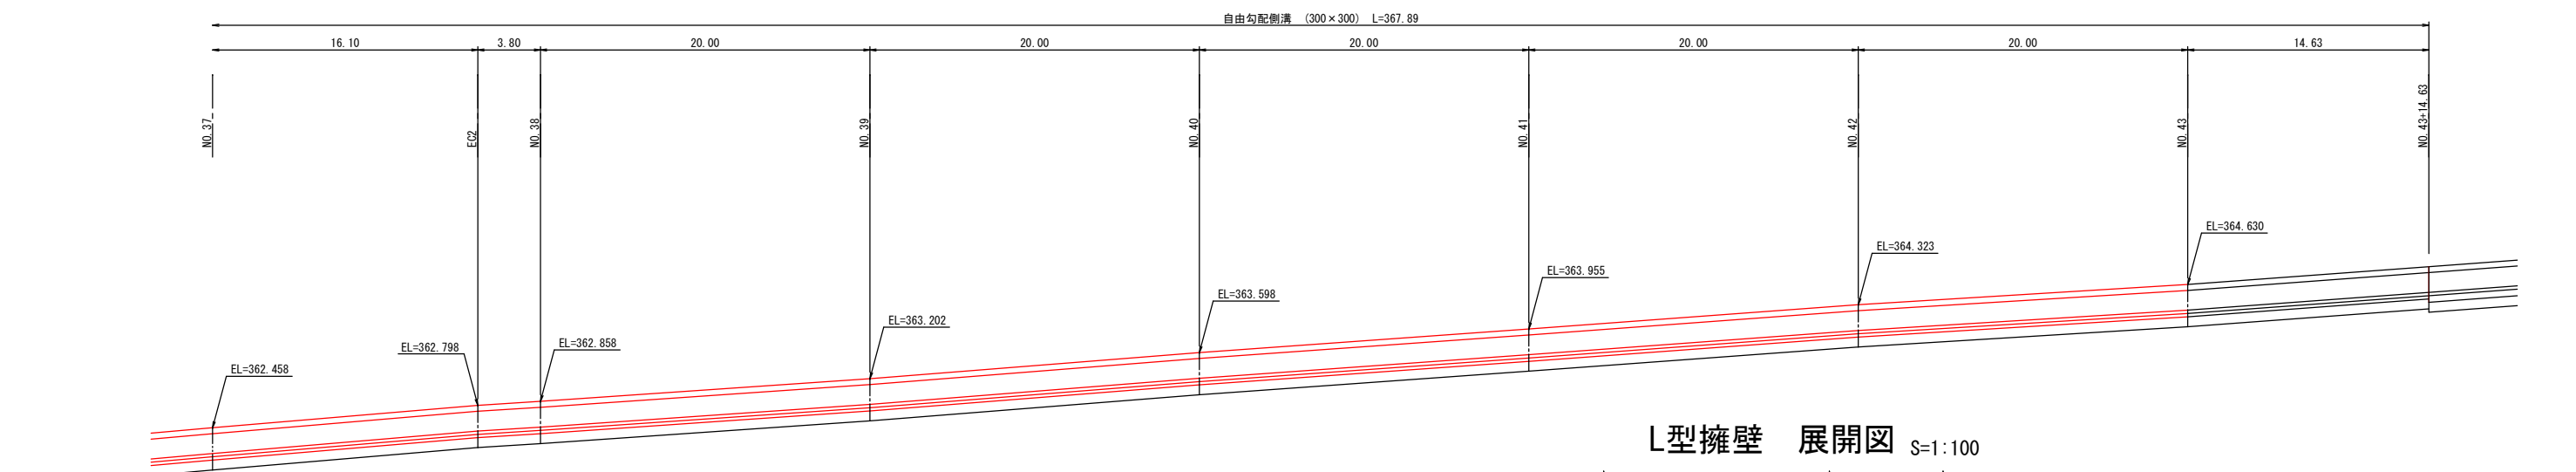 自由勾配側溝 (300×300) L=367.89
16.10 3.80 20.00 20.00 20.00 20.00 20.00 14.63
NO.37 EC2 NO.38 NO.39 NO.40 NO.41 NO.42 NO.43 NO.43+14.63
EL=364.630
EL=364.323
EL=363.955
EL=363.598
EL=363.202
EL=362.858
EL=362.798
EL=362.458
L型擁壁 展開図 S=1:100